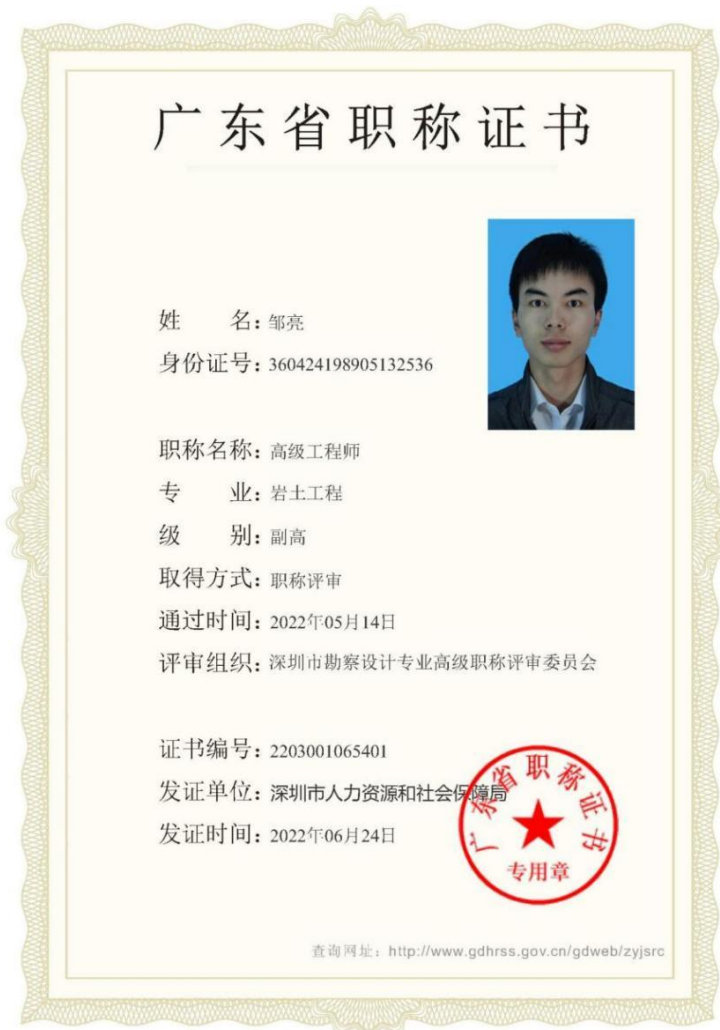 广东省职称证书
姓 名：邹亮
身份证号：360424198905132536
职称名称：高级工程师
专 业：岩土工程
级 别：副高
取得方式：职称评审
通过时间：2022年05月14日
评审组织：深圳市勘察设计专业高级职称评审委员会
证书编号：2203001065401
发证单位：深圳市人力资源和社会保障局
发证时间：2022年06月24日
广东省职称证书
专用章
查询网址：http://www.gdhrss.gov.cn/gdweb/zyjsrc